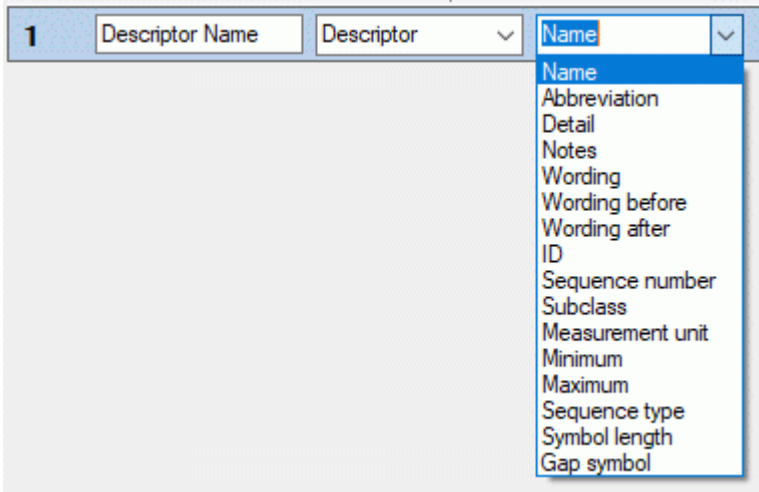 1 Descriptor Name Descriptor Name
Name
Abbreviation
Detail
Notes
Wording
Wording before
Wording after
ID
Sequence number
Subclass
Measurement unit
Minimum
Maximum
Sequence type
Symbol length
Gap symbol